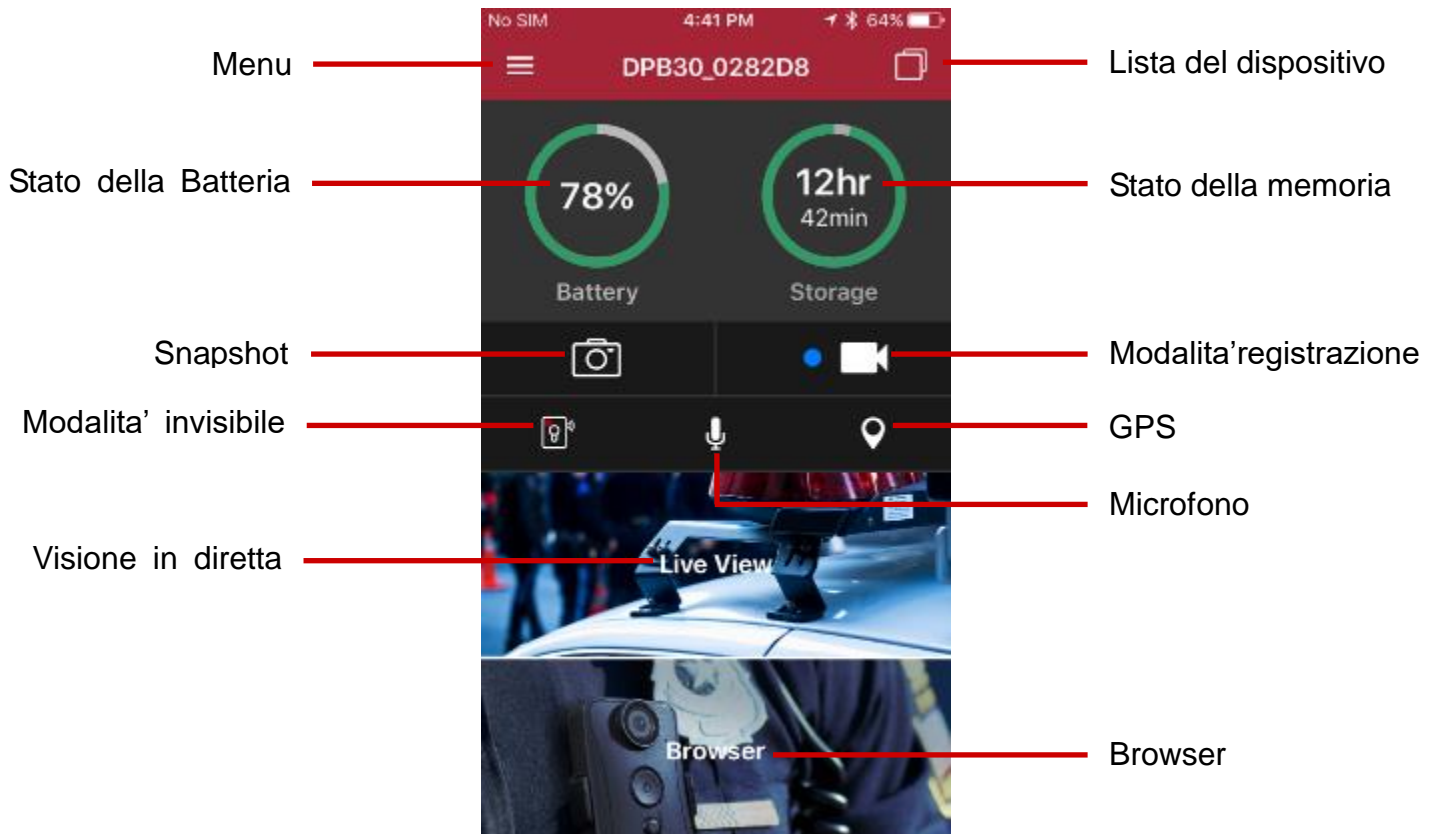 No SIM 4:41 PM 64%
Menu DPB30_0282D8 Lista del dispositivo
Stato della Batteria 78% 12hr Stato della memoria
42min
Battery Storage
Snapshot Modalita'registrazione
Modalita' invisibile GPS
Microfono
Visione in diretta Live View
Browser Browser